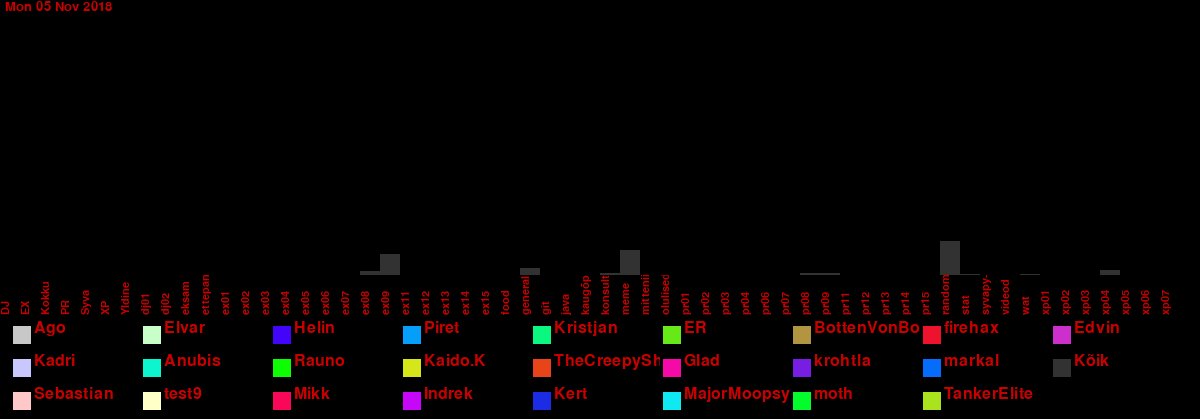 Mon 05 Nov 2018
DJ EX Kokku PR Syva XP Yldine dj01 dj02 eksam ettepan ex01 ex02 ex03 ex04 ex05 ex06 ex07 ex08 ex09 ex11 ex12 ex13 ex14 ex15 food general git java kaugõp konsult meme mitteniil olulised pr01 pr02 pr03 pr04 pr06 pr07 pr08 pr09 pr11 pr12 pr13 pr14 pr15 random stat syvapy- videod wat xp01 xp02 xp03 xp04 xp05 xp06 xp07
Ago Elvar Helin Piret Kristjan ER BottenVonBo firehax Edvin
Kadri Anubis Rauno Kaido.K TheCreepySh Glad krohtla markal Kõik
Sebastian test9 Mikk Indrek Kert MajorMoopsy moth TankerElite